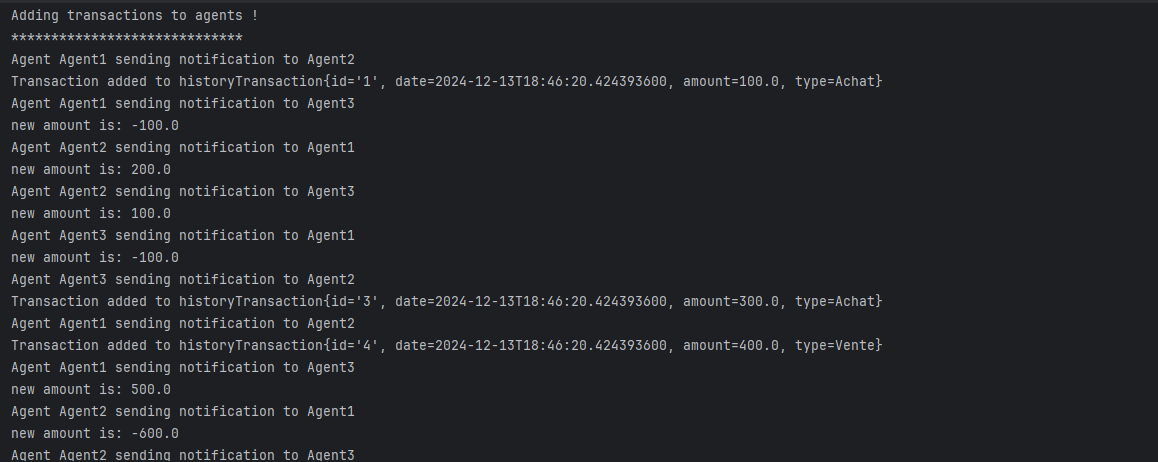 Adding transactions to agents !
*****************************
Agent Agent1 sending notification to Agent2
Transaction added to historyTransaction{id='1', date=2024-12-13T18:46:20.424393600, amount=100.0, type=Achat}
Agent Agent1 sending notification to Agent3
new amount is: -100.0
Agent Agent2 sending notification to Agent1
new amount is: 200.0
Agent Agent2 sending notification to Agent3
new amount is: 100.0
Agent Agent3 sending notification to Agent1
new amount is: -100.0
Agent Agent3 sending notification to Agent2
Transaction added to historyTransaction{id='3', date=2024-12-13T18:46:20.424393600, amount=300.0, type=Achat}
Agent Agent1 sending notification to Agent2
Transaction added to historyTransaction{id='4', date=2024-12-13T18:46:20.424393600, amount=400.0, type=Vente}
Agent Agent1 sending notification to Agent3
new amount is: 500.0
Agent Agent2 sending notification to Agent1
new amount is: -600.0
Agent Agent2 sending notification to Agent3